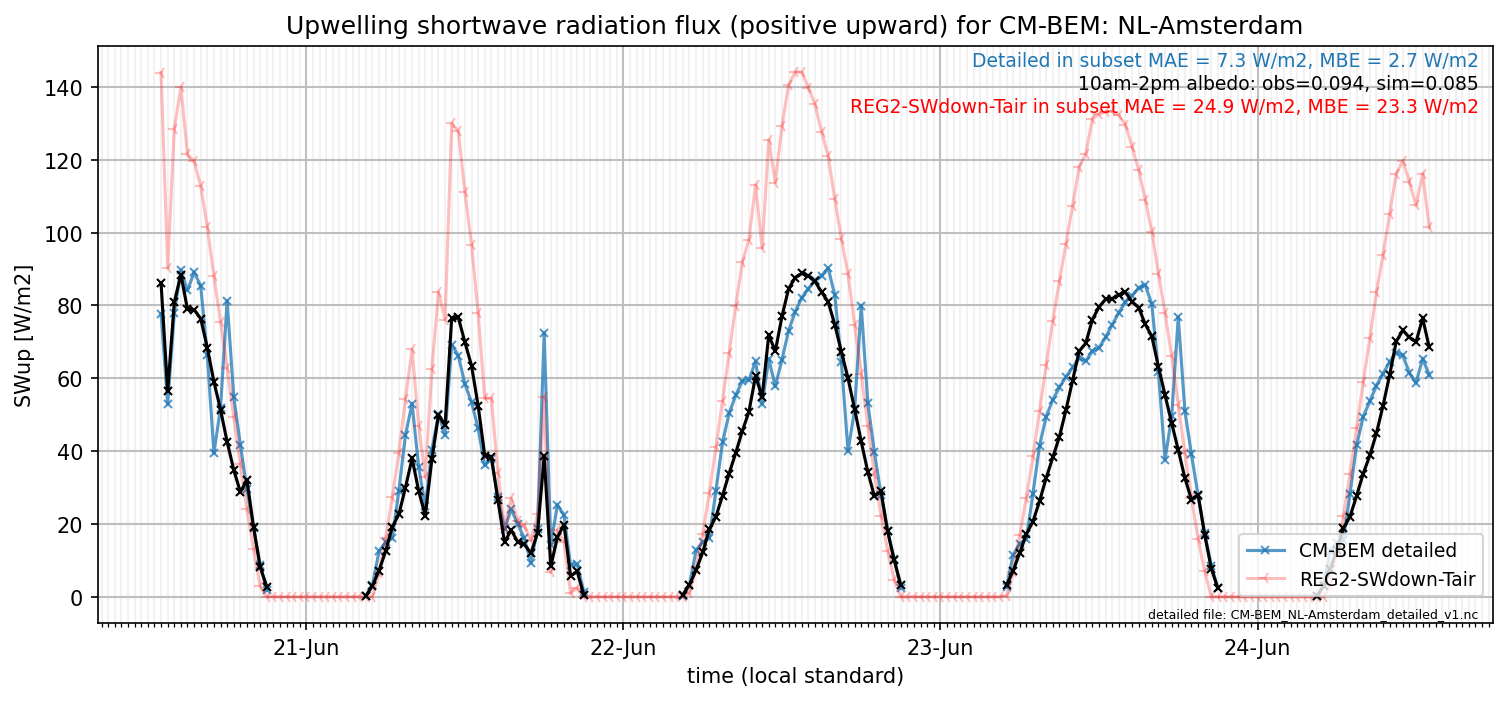 Upwelling shortwave radiation flux (positive upward) for CM-BEM: NL-Amsterdam
Detailed in subset MAE = 7.3 W/m2, MBE = 2.7 W/m2
10am-2pm albedo: obs=0.094, sim=0.085
REG2-SWdown-Tair in subset MAE = 24.9 W/m2, MBE = 23.3 W/m2
SWup [W/m2]
140
120
100
80
60
40
20
0
CM-BEM detailed
REG2-SWdown-Tair
detailed file: CM-BEM_NL-Amsterdam_detailed_v1.nc
21-Jun
22-Jun
23-Jun
24-Jun
time (local standard)